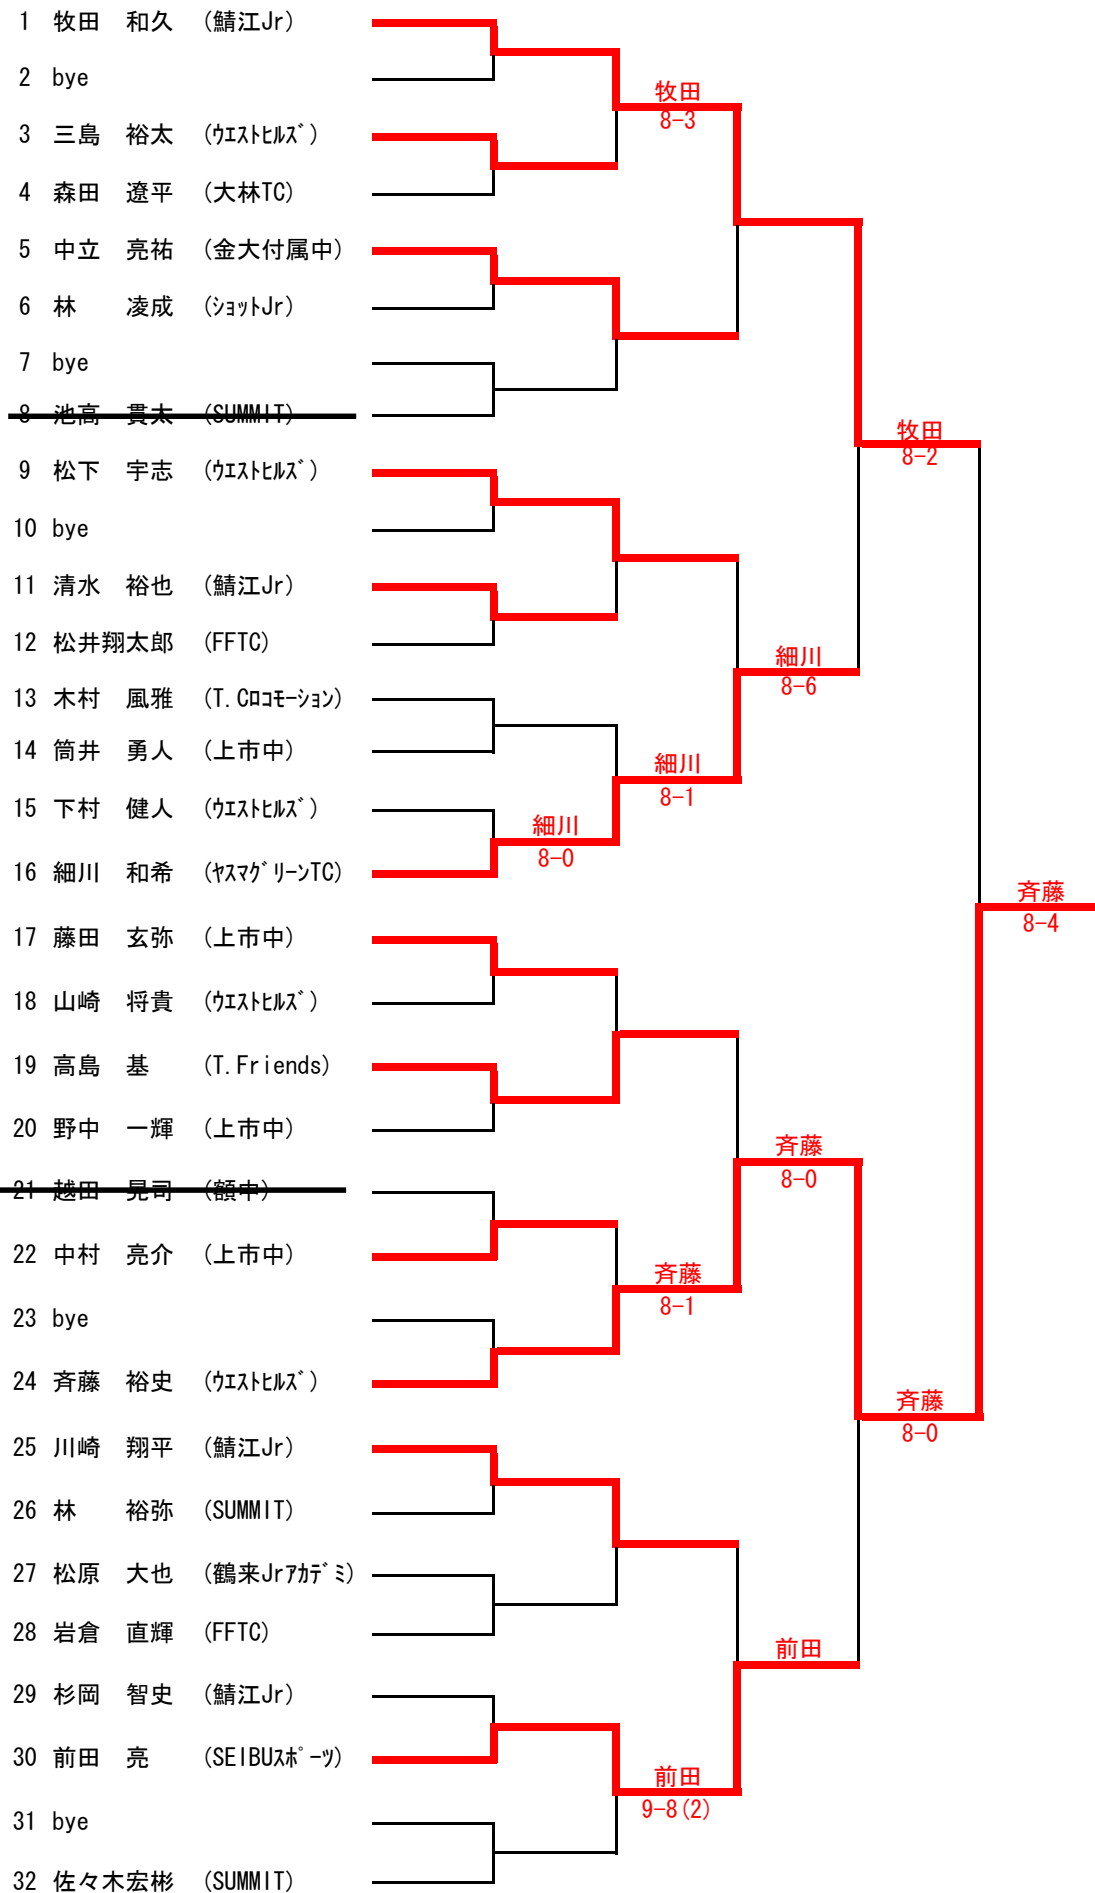 1 牧田 和久 (鯖江Jr)
2 bye
牧田
8-3
3 三島 裕太 (ｳｴｽﾄﾋﾙｽﾞ)
4 森田 遼平 (大林TC)
5 中立 亮祐 (金大付属中)
6 林 凌成 (ｼｮｯﾄJr)
7 bye
8 池高 貫太 (SUMMIT)
牧田
8-2
9 松下 宇志 (ｳｴｽﾄﾋﾙｽﾞ)
10 bye
11 清水 裕也 (鯖江Jr)
12 松井翔太郎 (FFTC)
細川
8-6
13 木村 風雅 (T.Cﾛｺﾓｰｼｮﾝ)
14 筒井 勇人 (上市中)
細川
8-1
15 下村 健人 (ｳｴｽﾄﾋﾙｽﾞ)
細川
8-0
16 細川 和希 (ﾔｽﾏｸﾞﾘｰﾝTC)
斉藤
8-4
17 藤田 玄弥 (上市中)
18 山崎 将貴 (ｳｴｽﾄﾋﾙｽﾞ)
19 高島 基 (T.Friends)
20 野中 一輝 (上市中)
斉藤
8-0
21 越田 晃司 (額中)
22 中村 亮介 (上市中)
斉藤
8-1
23 bye
24 斉藤 裕史 (ｳｴｽﾄﾋﾙｽﾞ)
斉藤
8-0
25 川崎 翔平 (鯖江Jr)
26 林 裕弥 (SUMMIT)
27 松原 大也 (鶴来Jrｱｶﾃﾞﾐ)
28 岩倉 直輝 (FFTC)
前田
29 杉岡 智史 (鯖江Jr)
30 前田 亮 (SEIBUｽﾎﾟｰﾂ)
前田
9-8(2)
31 bye
32 佐々木宏彬 (SUMMIT)